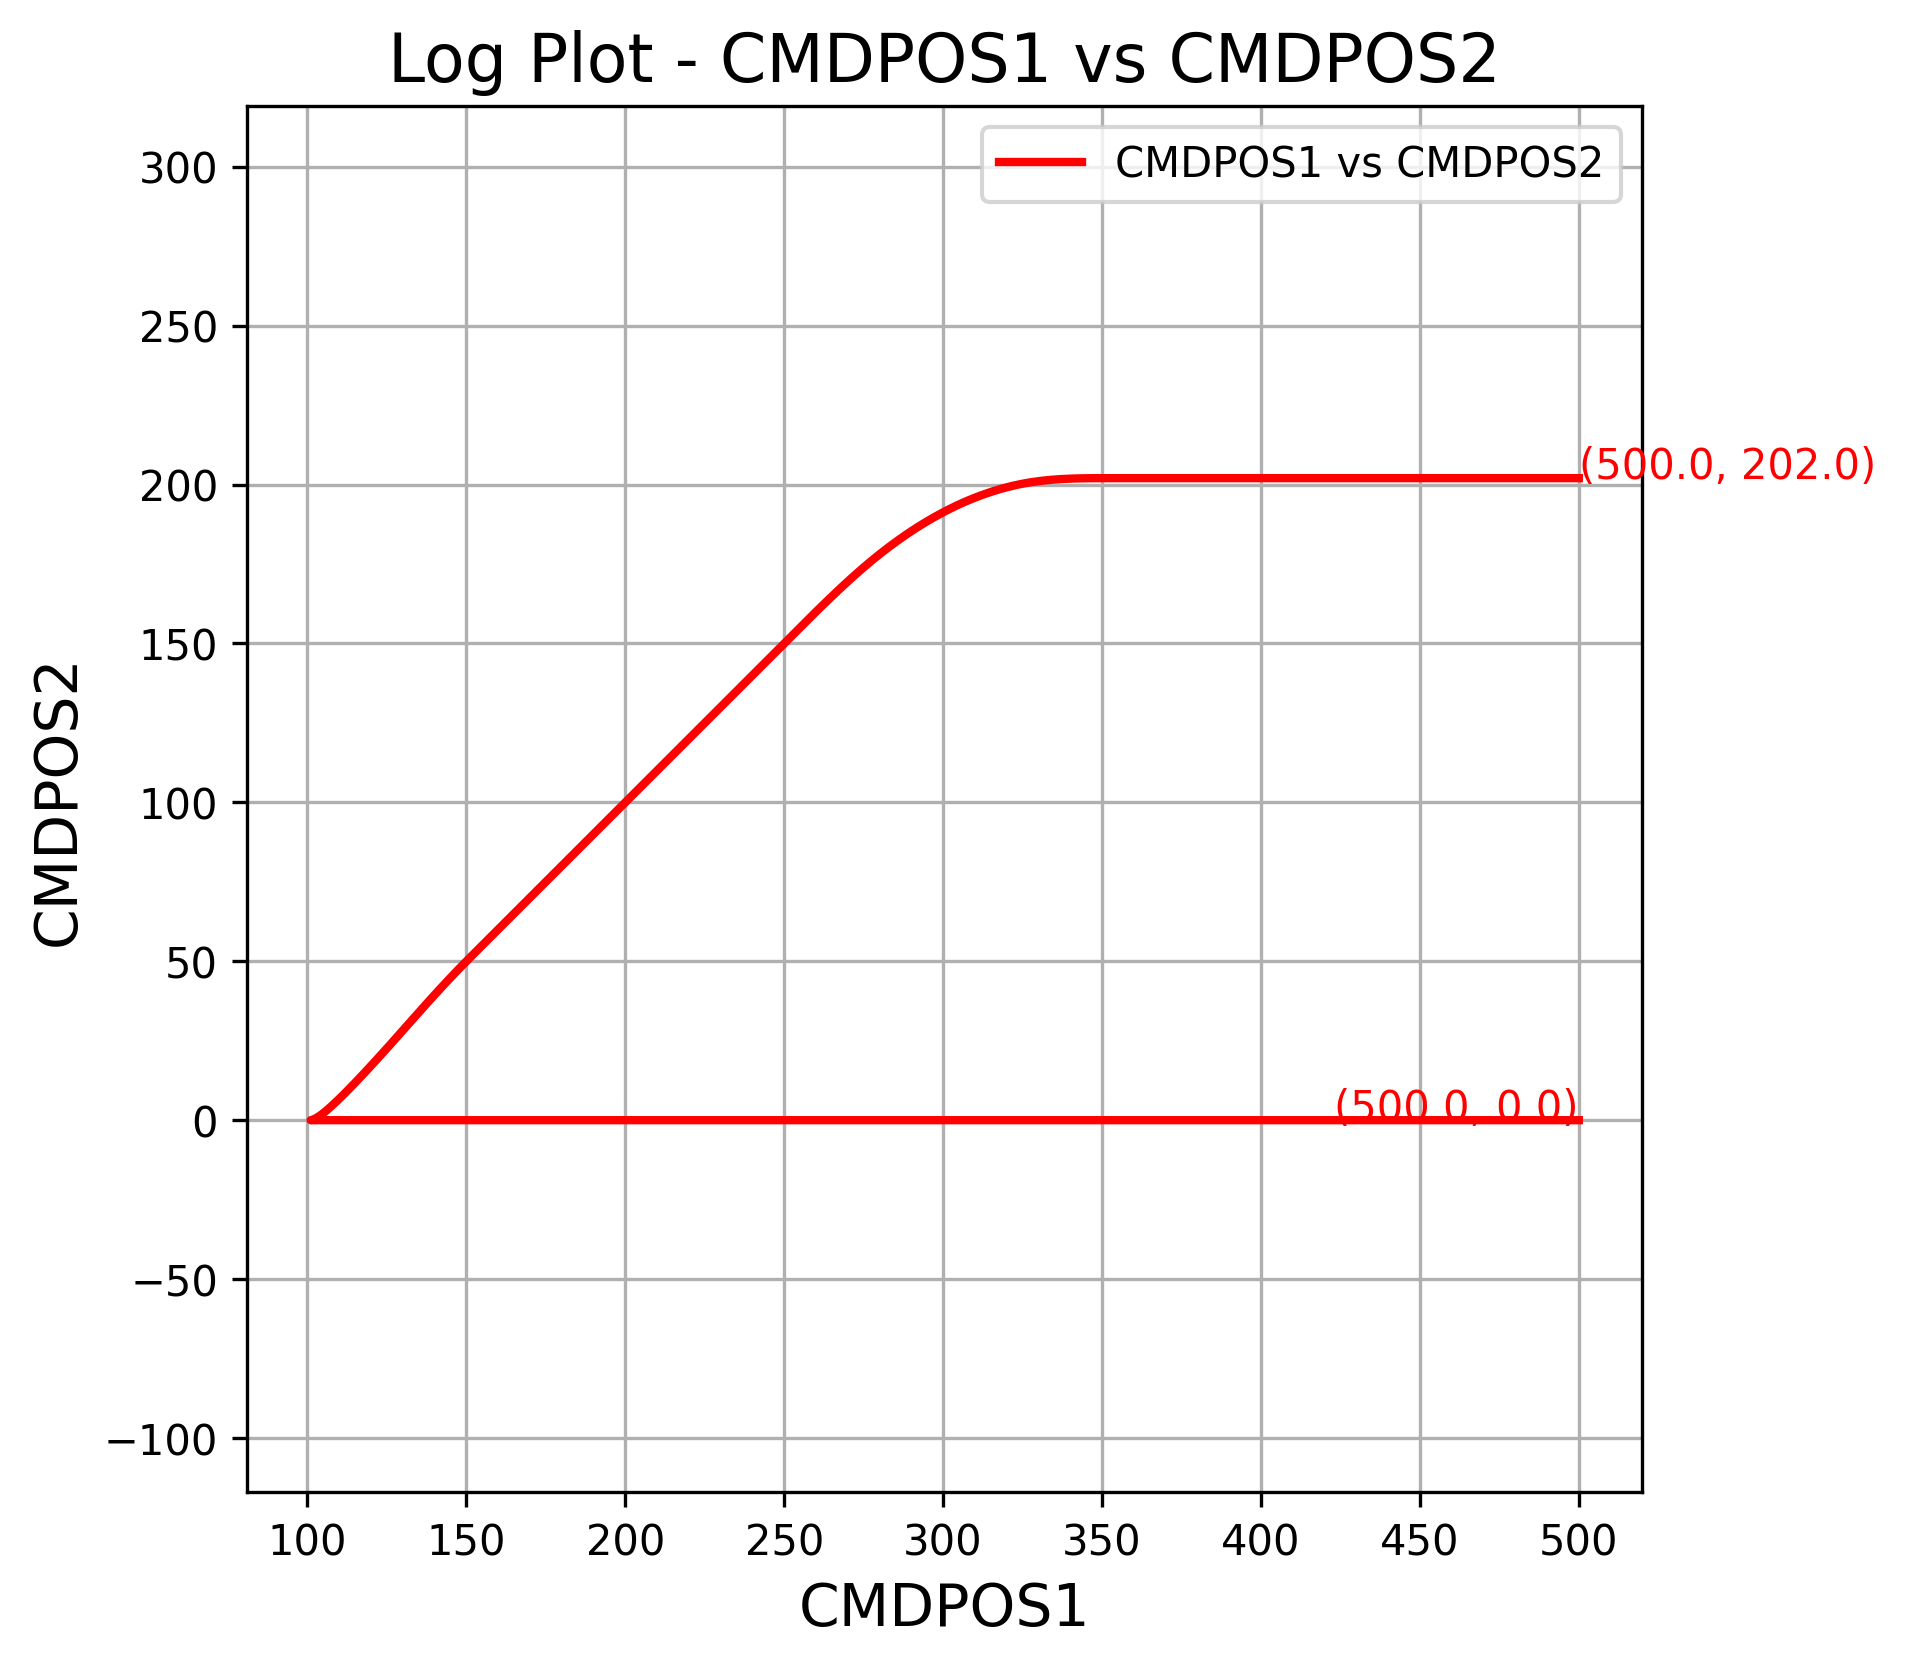 Log Plot - CMDPOS1 vs CMDPOS2
CMDPOS1 vs CMDPOS2
300
250
200
150
100
50
0
−50
−100
CMDPOS2
(500.0, 202.0)
(500.0, 0.0)
100 150 200 250 300 350 400 450 500
CMDPOS1